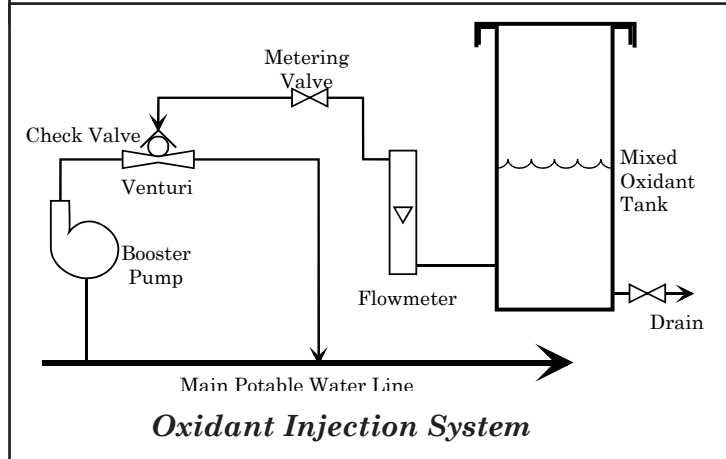 Metering
Valve
Check Valve
Venturi
Mixed
Oxidant
Tank
Booster
Pump
Flowmeter
Drain
Main Potable Water Line
Oxidant Injection System